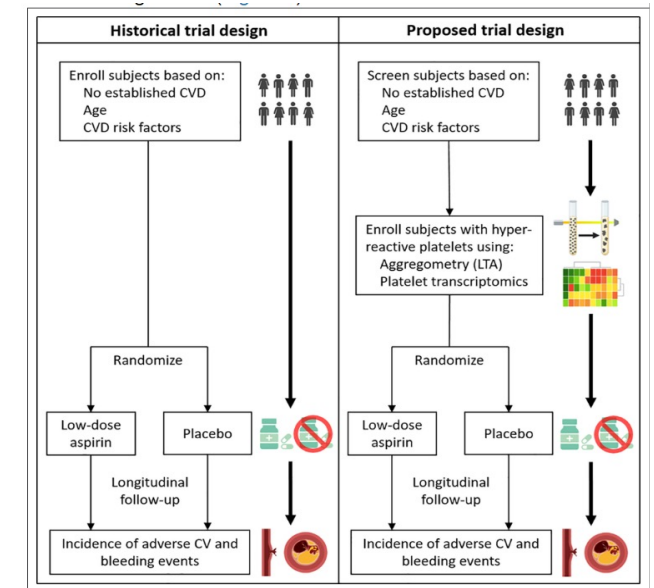 Historical trial design
Proposed trial design
Enroll subjects based on:
No established CVD
Age
CVD risk factors
Screen subjects based on:
No established CVD
Age
CVD risk factors
Enroll subjects with hyper-
reactive platelets using:
Aggregometry (LTA)
Platelet transcriptomics
Randomize
Randomize
Low-dose
aspirin
Placebo
Low-dose
aspirin
Placebo
Longitudinal
follow-up
Longitudinal
follow-up
Incidence of adverse CV and
bleeding events
Incidence of adverse CV and
bleeding events